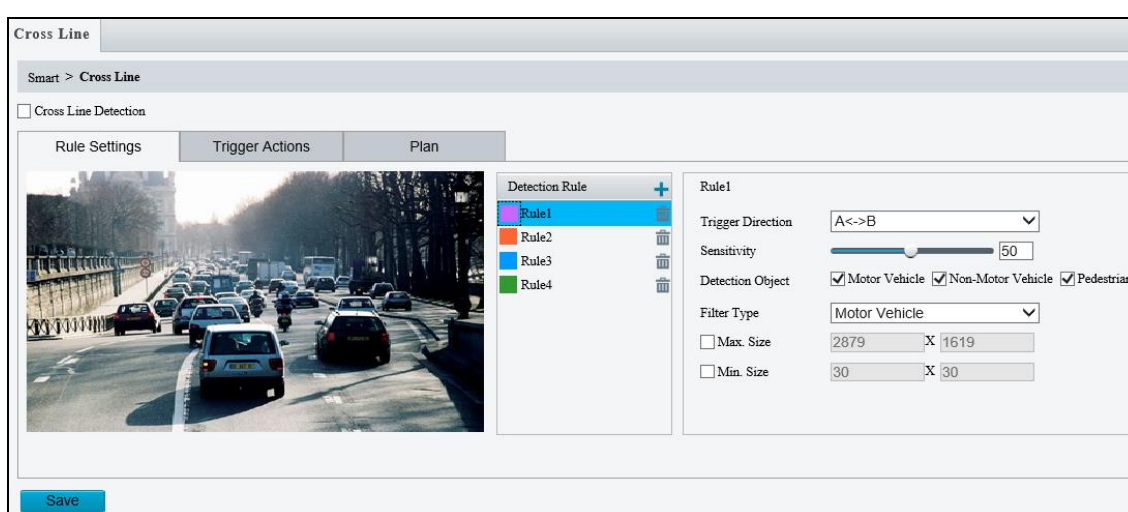 Cross Line
Smart > Cross Line
Cross Line Detection
Rule Settings Trigger Actions Plan
Detection Rule +
Rule1
Rule2
Rule3
Rule4
Rule1
Trigger Direction A<->B
Sensitivity 50
Detection Object Motor Vehicle Non-Motor Vehicle Pedestrian
Filter Type Motor Vehicle
Max. Size 2879 X 1619
Min. Size 30 X 30
Save